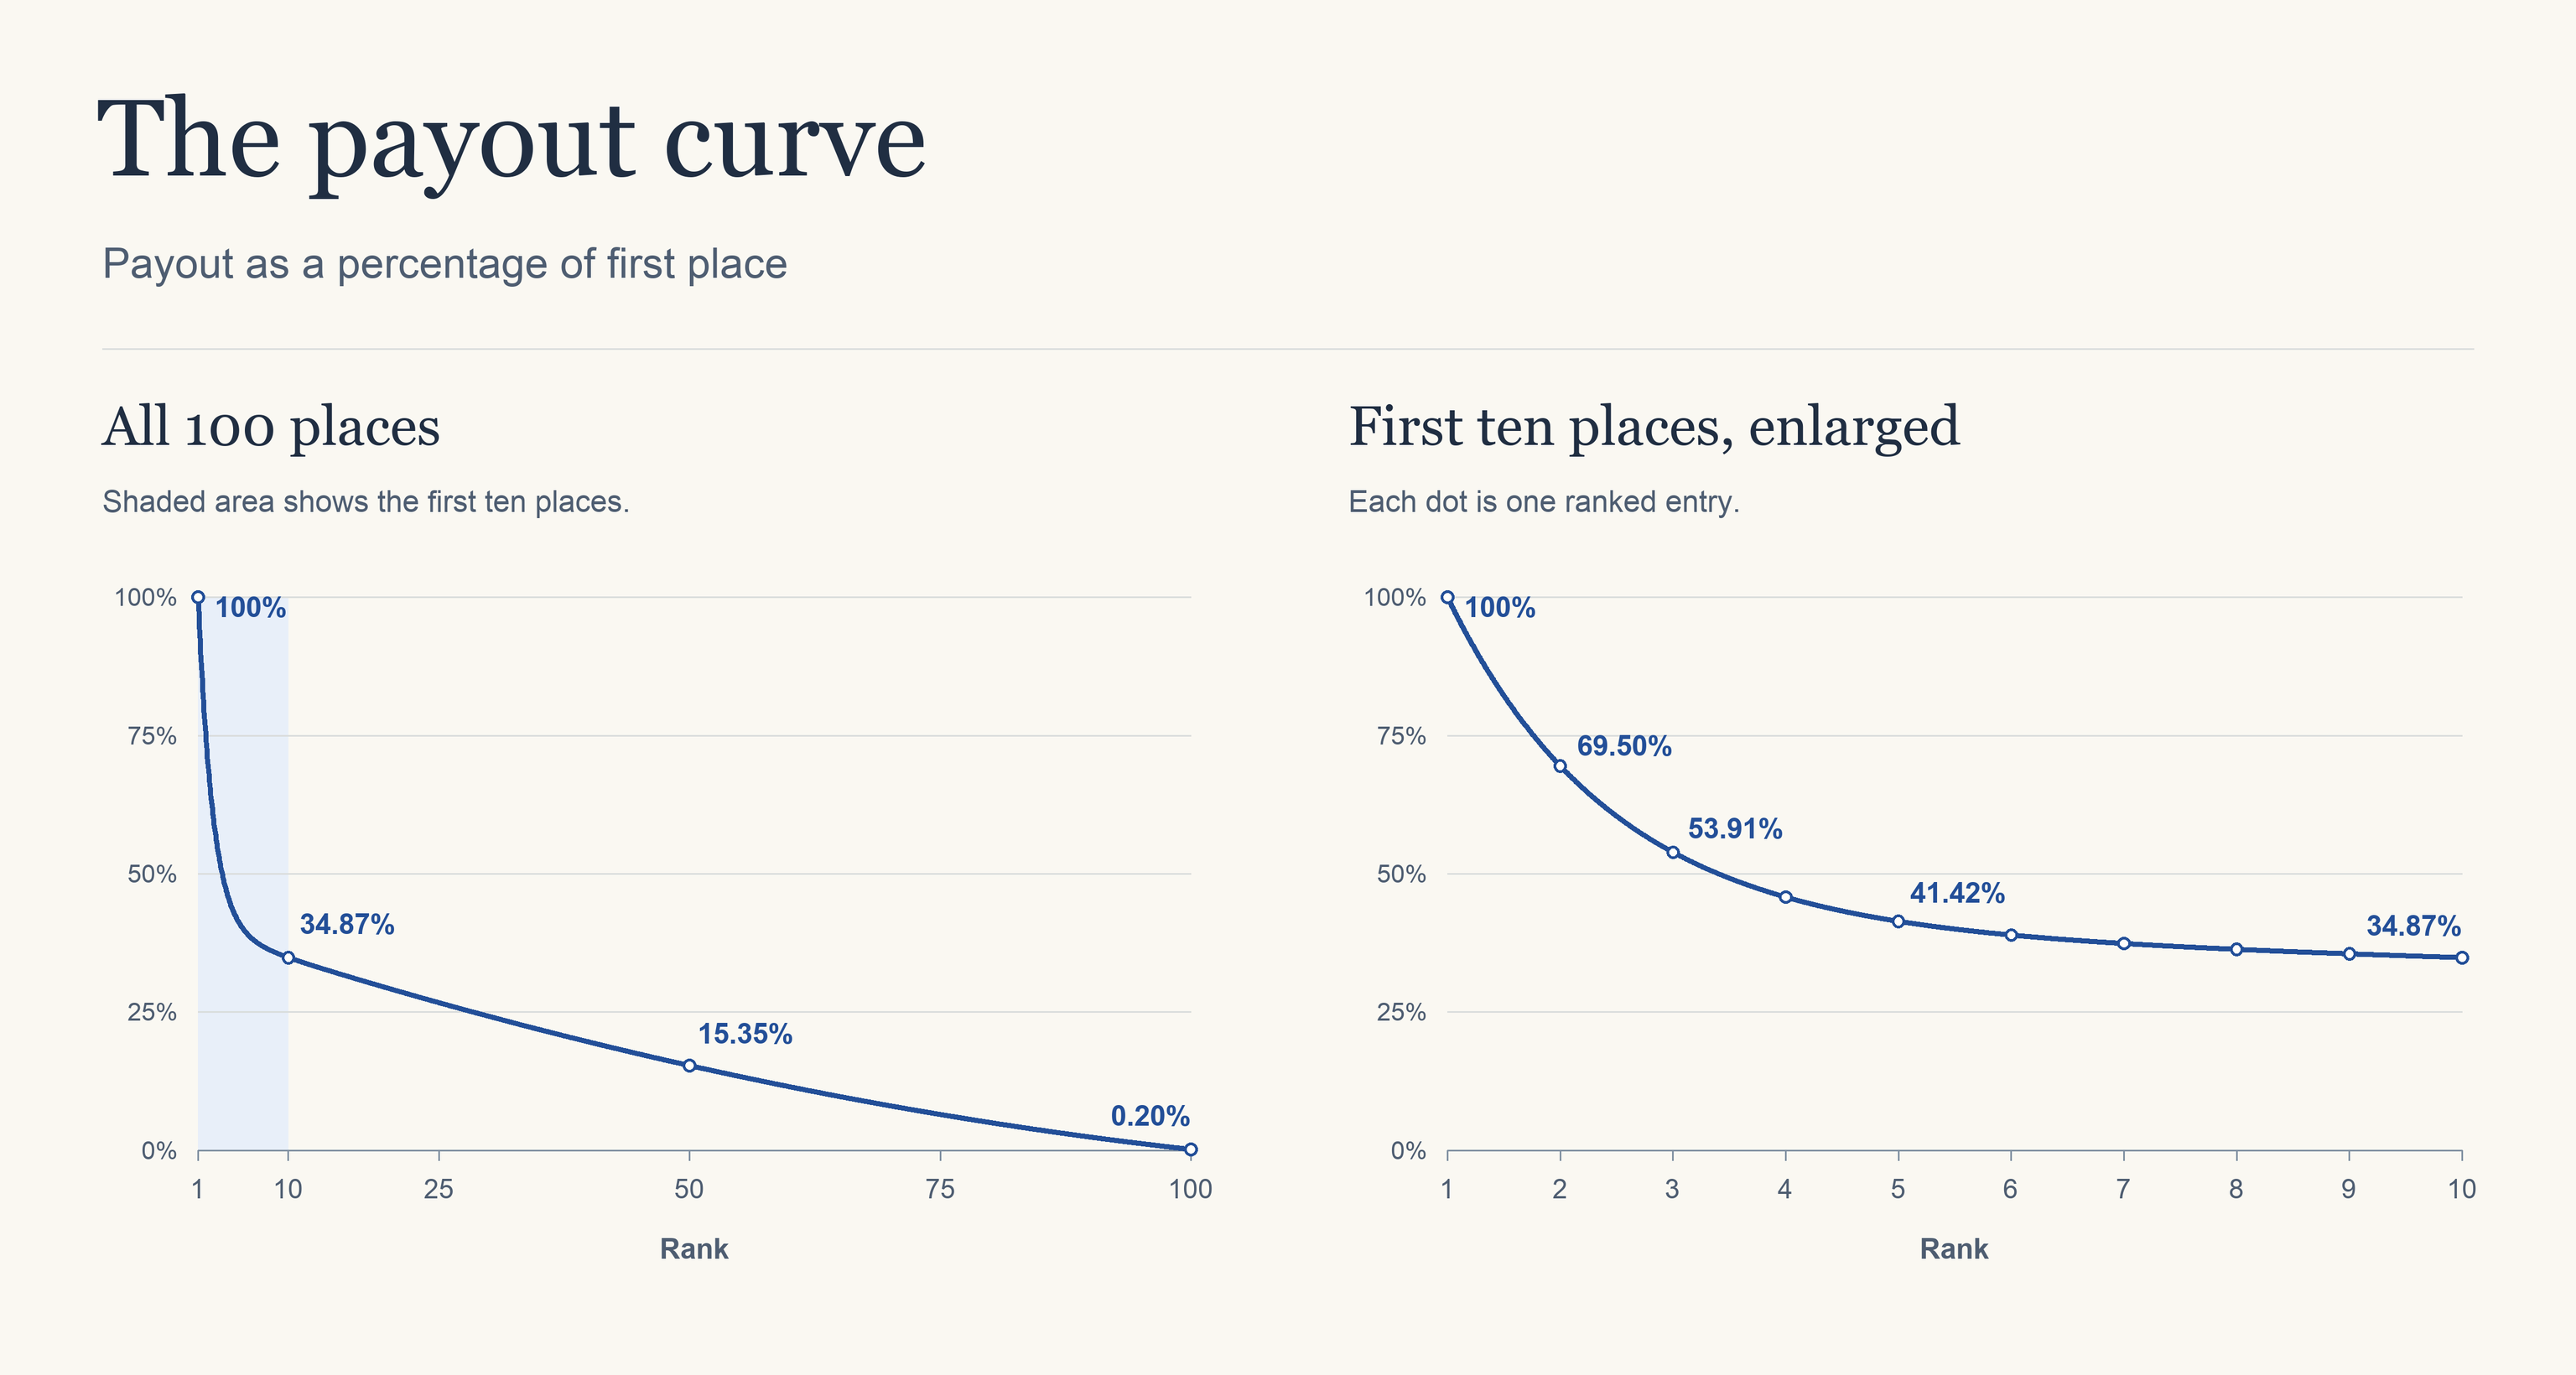 The payout curve
Payout as a percentage of first place
All 100 places
Shaded area shows the first ten places.
100%
75%
50%
25%
0%
100%
34.87%
15.35%
0.20%
1 10 25 50 75 100
Rank
First ten places, enlarged
Each dot is one ranked entry.
100%
75%
50%
25%
0%
100%
69.50%
53.91%
41.42%
34.87%
1 2 3 4 5 6 7 8 9 10
Rank